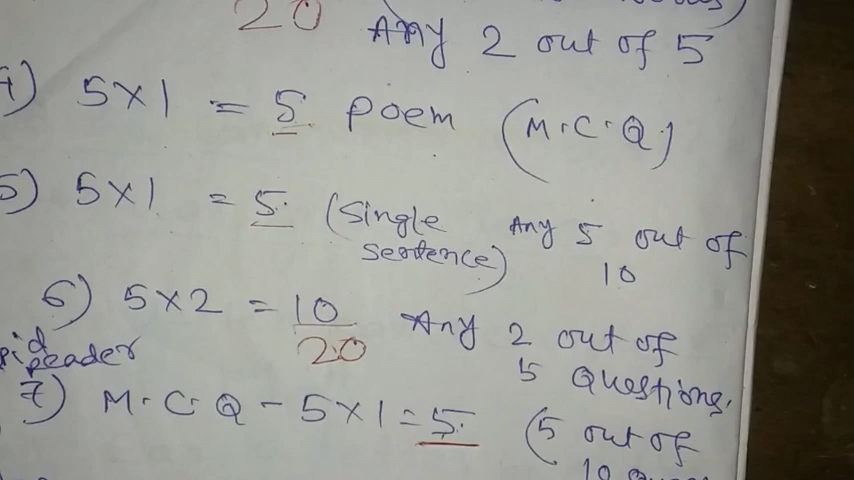 20 Any 2 out of 5
4) 5×1 = 5 poem (M.C.Q.)
5) 5×1 = 5. (single sentence) Any 5 out of 10
6) 5×2 = 10 Any 2 out of 5 Questions.
20
7) M.C.Q - 5×1 = 5. (5 out of
10